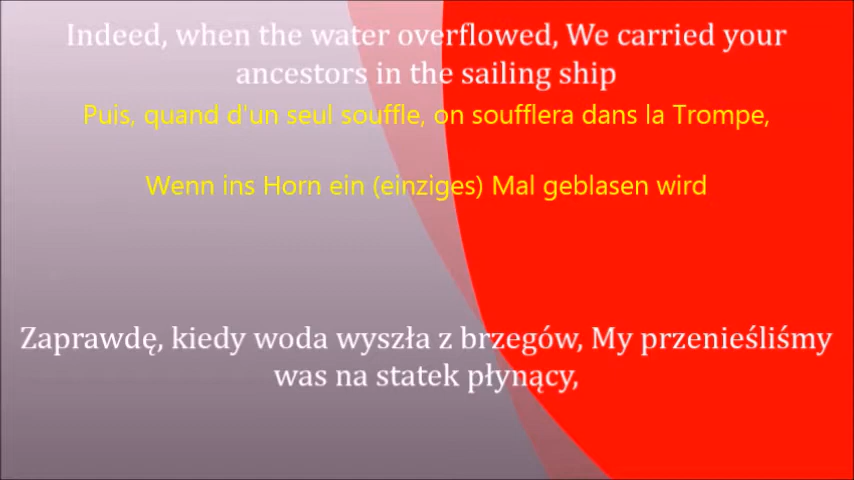 Indeed, when the water overflowed, We carried your
ancestors in the sailing ship
Puis, quand d'un seul souffle, on soufflera dans la Trompe,
Wenn ins Horn ein (einziges) Mal geblasen wird
Zaprawdę, kiedy woda wyszła z brzegów, My przenieśliśmy
was na statek płynący,